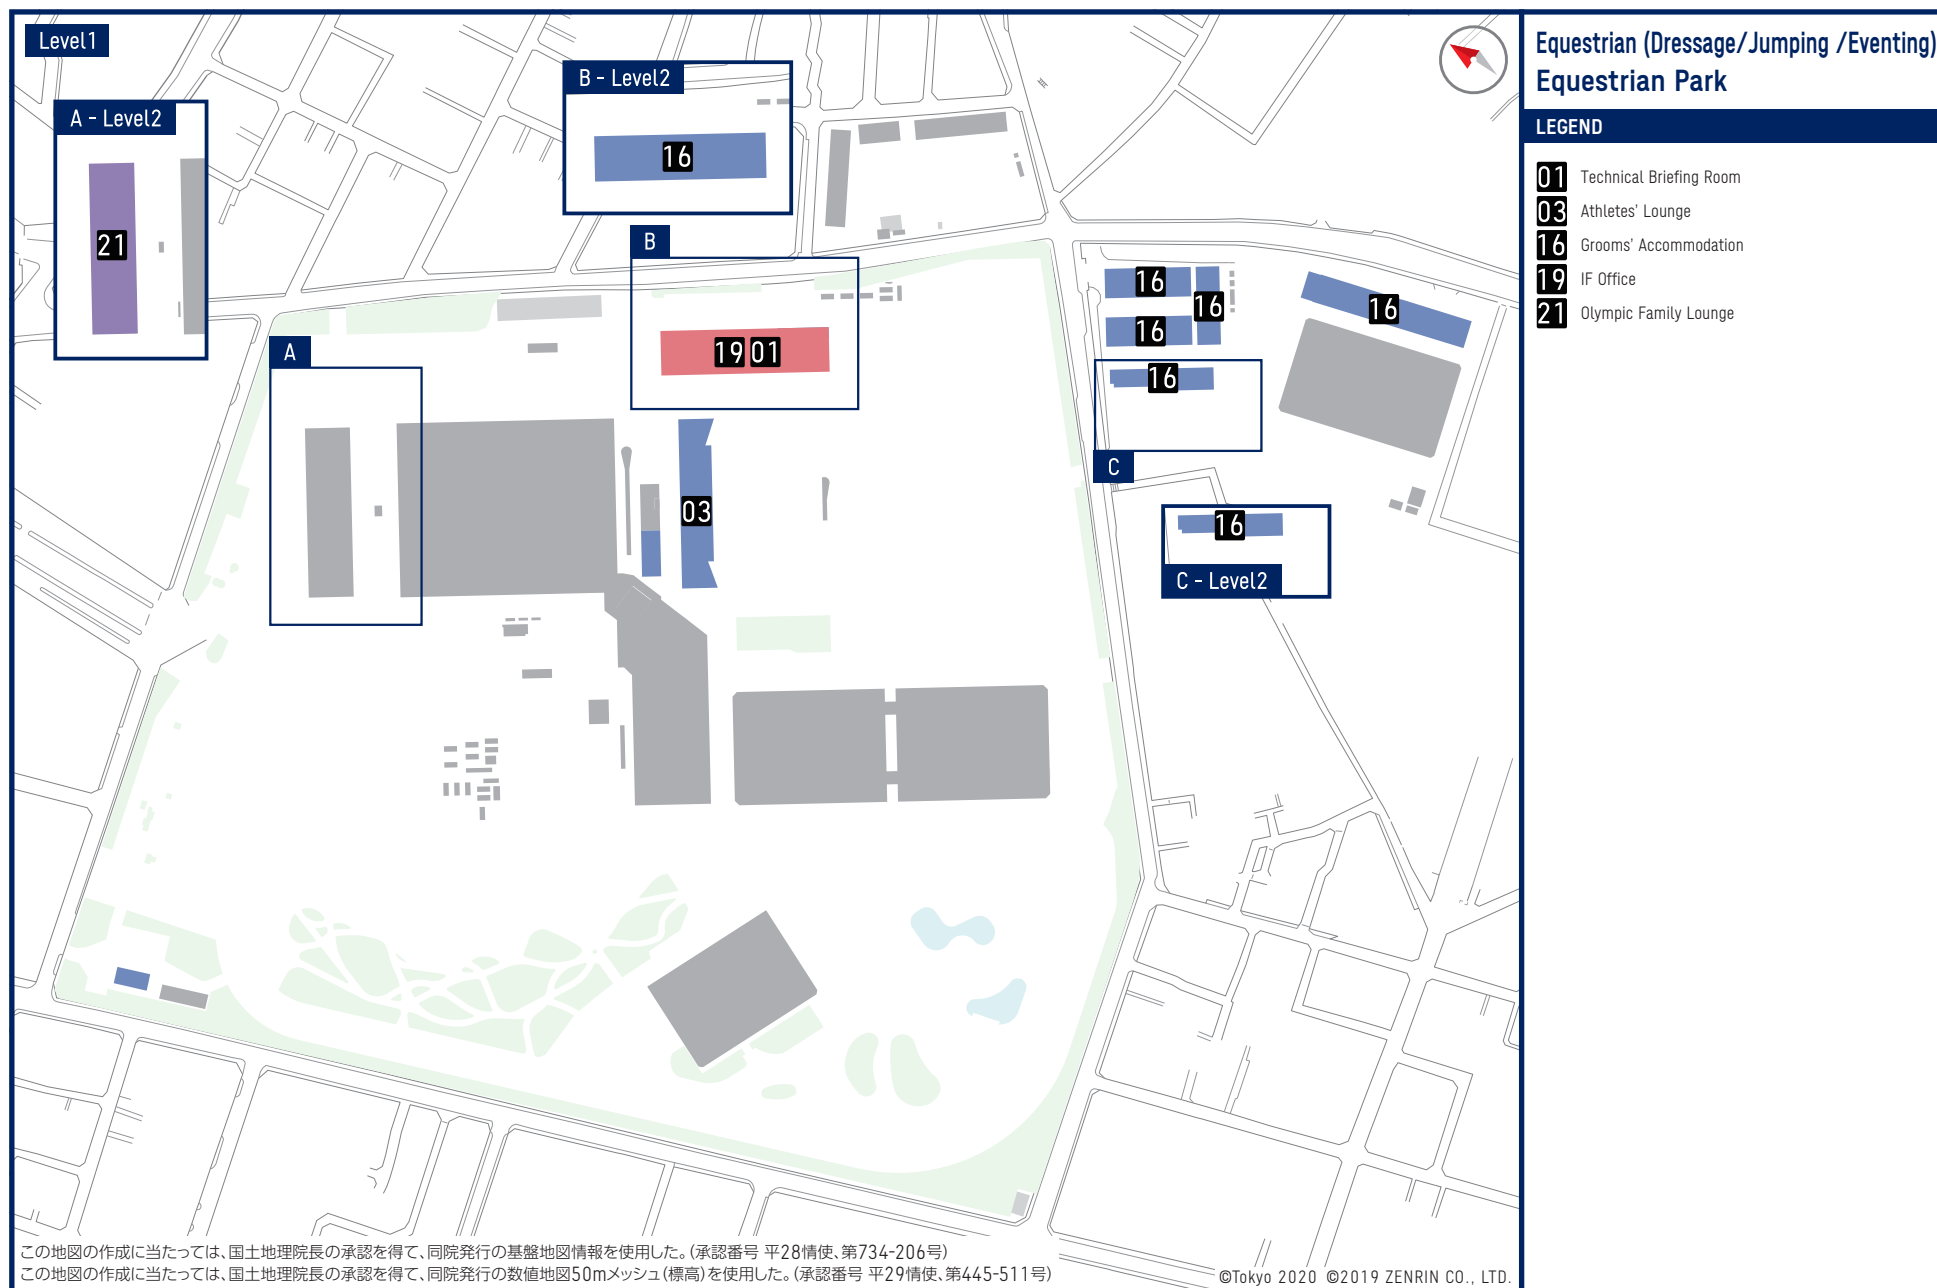 Level1
A - Level2
21
B - Level2
16
B
19 01
A
03
16
16
16
16
16
C
16
C - Level2
Equestrian (Dressage/Jumping /Eventing)
Equestrian Park
LEGEND
01 Technical Briefing Room
03 Athletes' Lounge
16 Grooms' Accommodation
19 IF Office
21 Olympic Family Lounge
この地図の作成に当たっては、国土地理院長の承認を得て、同院発行の基盤地図情報を使用した。(承認番号 平28情使、第734-206号)
この地図の作成に当たっては、国土地理院長の承認を得て、同院発行の数値地図50mメッシュ(標高)を使用した。(承認番号 平29情使、第445-511号)
©Tokyo 2020 ©2019 ZENRIN CO., LTD.